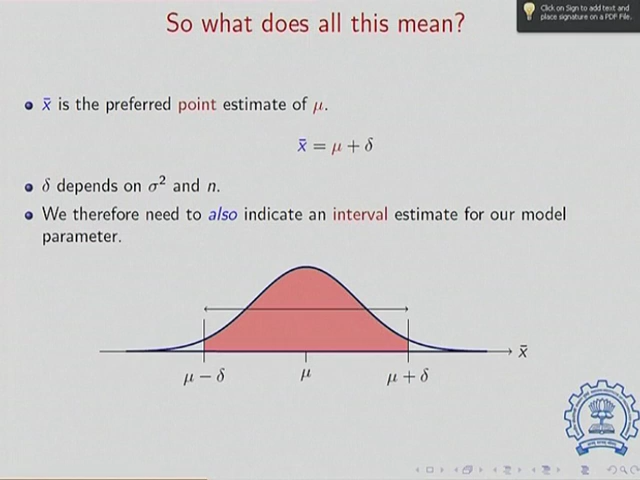 So what does all this mean?
Click on Sign to add text and
place signature on a PDF File.
x̄ is the preferred point estimate of μ.
x̄ = μ + δ
δ depends on σ² and n.
We therefore need to also indicate an interval estimate for our model
parameter.
x̄
μ − δ μ μ + δ